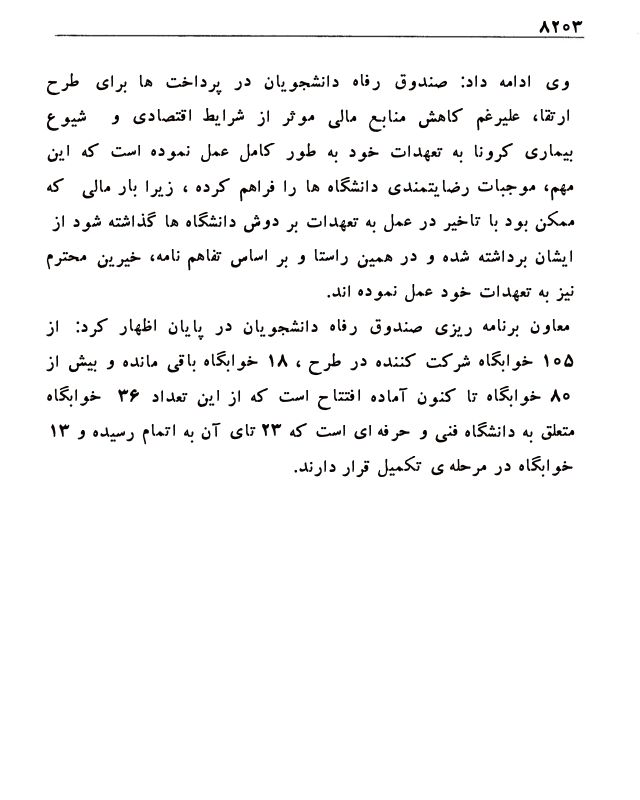 ۸۲۰۳
وی ادامه داد: صندوق رفاه دانشجویان در پرداخت ها برای طرح
ارتقا، علیرغم کاهش منابع مالی موثر از شرایط اقتصادی و شیوع
بیماری کرونا به تعهدات خود به طور کامل عمل نموده است که این
مهم، موجبات رضایتمندی دانشگاه ها را فراهم کرده ، زیرا بار مالی که
ممکن بود با تاخیر در عمل به تعهدات بر دوش دانشگاه ها گذاشته شود از
ایشان برداشته شده و در همین راستا و بر اساس تفاهم نامه، خیرین محترم
نیز به تعهدات خود عمل نموده اند.
معاون برنامه ریزی صندوق رفاه دانشجویان در پایان اظهار کرد: از
۱۰۵ خوابگاه شرکت کننده در طرح ، ۱۸ خوابگاه باقی مانده و بیش از
۸۰ خوابگاه تا کنون آماده افتتاح است که از این تعداد ۳۶ خوابگاه
متعلق به دانشگاه فنی و حرفه ای است که ۲۳ تای آن به اتمام رسیده و ۱۳
خوابگاه در مرحله ی تکمیل قرار دارند.